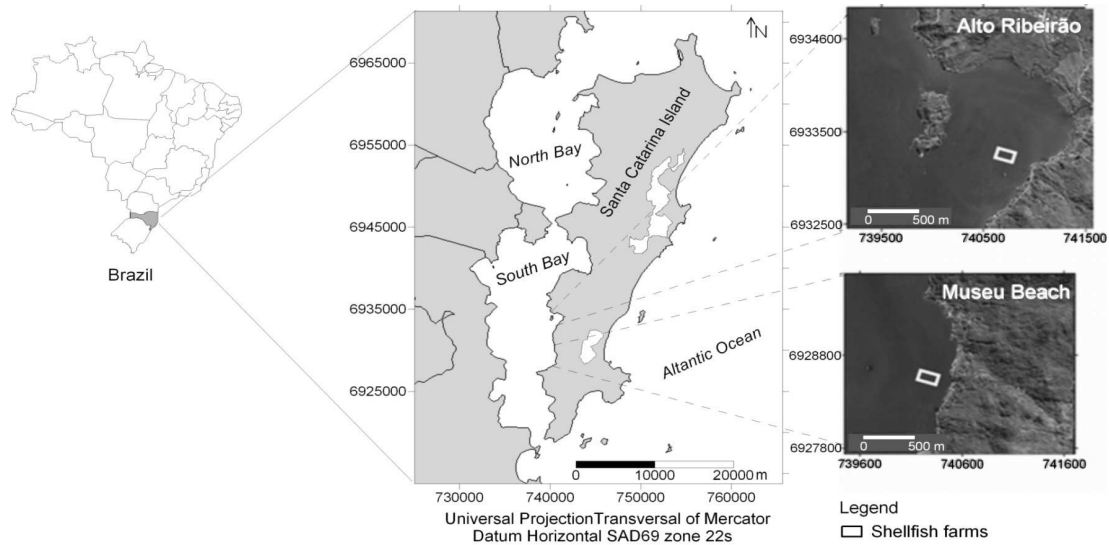 Brazil
N
6965000
6955000
6945000
6935000
6925000
North Bay
Santa Catarina Island
South Bay
Altantic Ocean
0 10000 20000 m
730000 740000 750000 760000
Universal ProjectionTransversal of Mercator
Datum Horizontal SAD69 zone 22s
Alto Ribeirão
6934600
6933500
6932500
0 500 m
739500 740500 741500
Museu Beach
6928800
6927800
0 500 m
739600 740600 741600
Legend
Shellfish farms